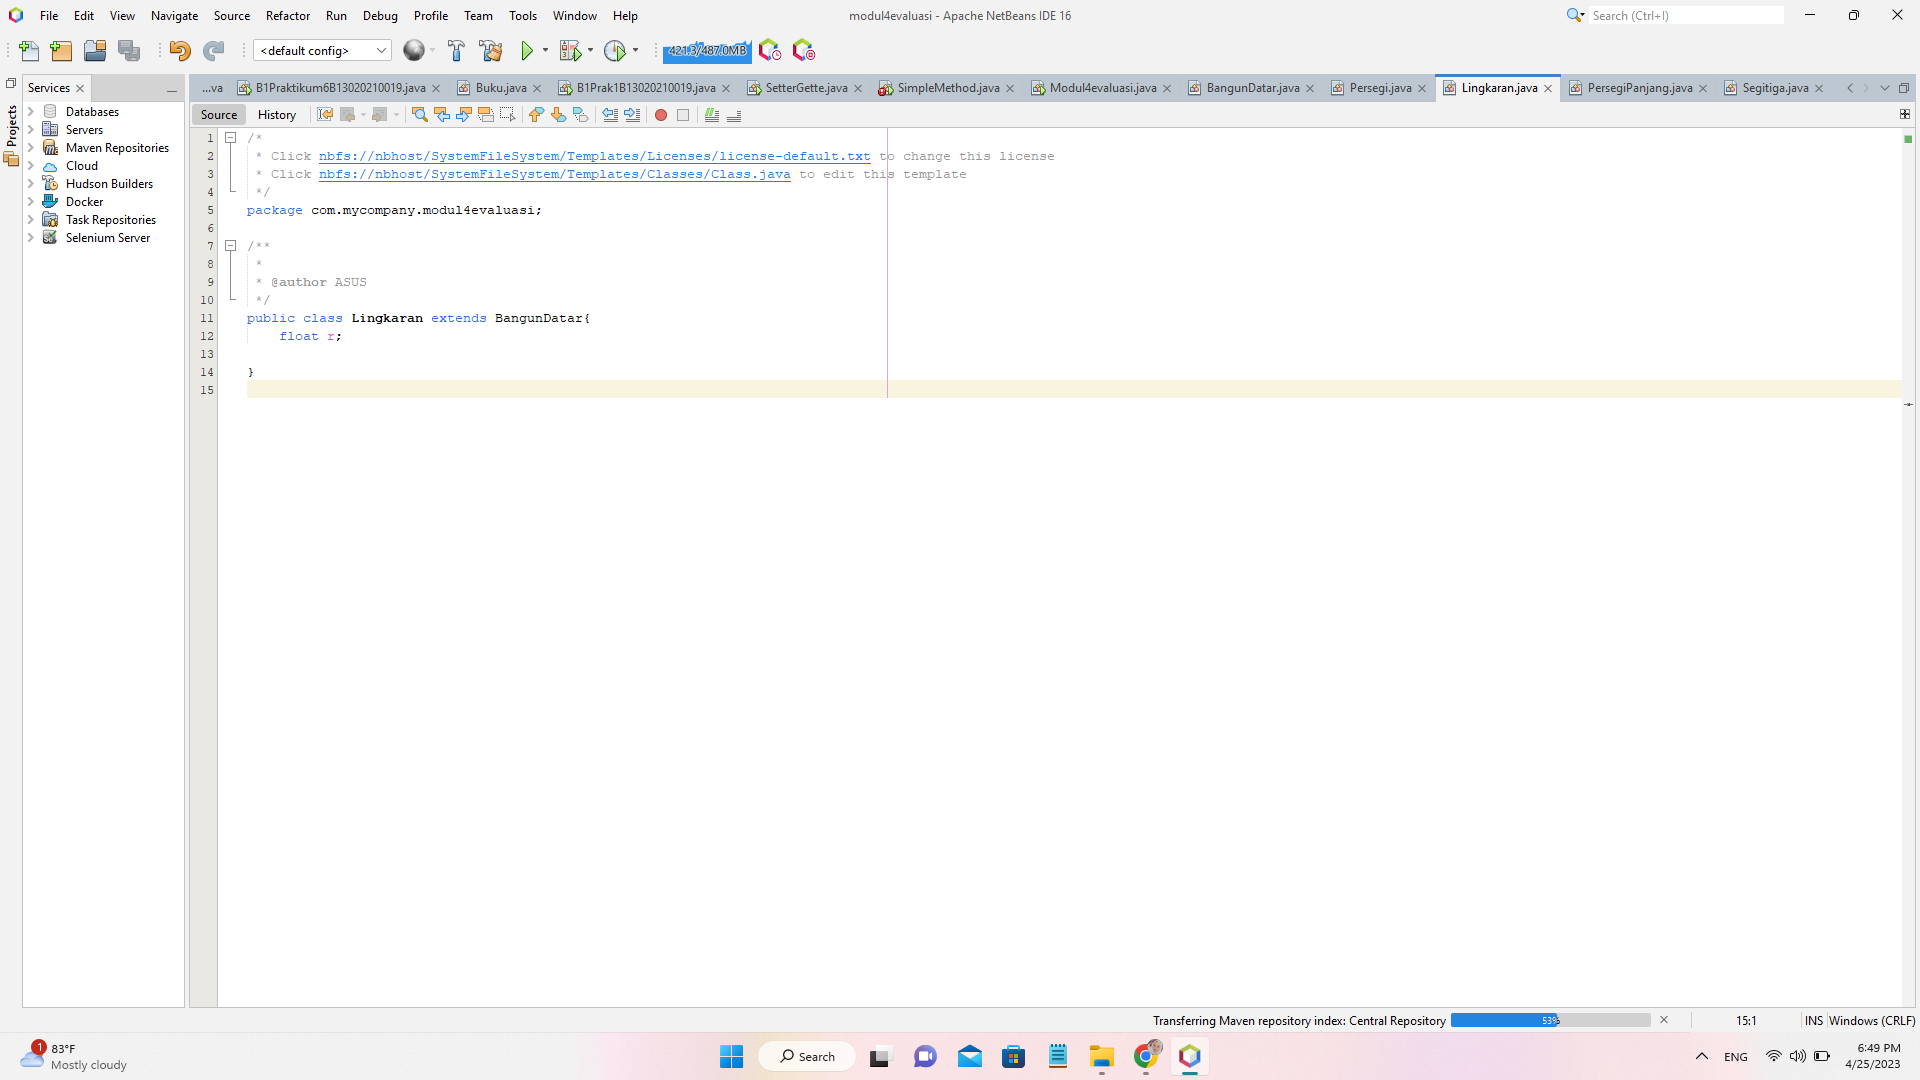 File Edit View Navigate Source Refactor Run Debug Profile Team Tools Window Help
modul4evaluasi - Apache NetBeans IDE 16
Search (Ctrl+I)
<default config>
421.3/487.0MB
Projects
Services
...va B1Praktikum6B13020210019.java Buku.java B1Prak1B13020210019.java SetterGette.java SimpleMethod.java Modul4evaluasi.java BangunDatar.java Persegi.java Lingkaran.java PersegiPanjang.java Segitiga.java
Source History
Databases
Servers
Maven Repositories
Cloud
Hudson Builders
Docker
Task Repositories
Selenium Server
1 /*
2 * Click nbfs://nbhost/SystemFileSystem/Templates/Licenses/license-default.txt to change this license
3 * Click nbfs://nbhost/SystemFileSystem/Templates/Classes/Class.java to edit this template
4 */
5 package com.mycompany.modul4evaluasi;
6
7 /**
8 *
9 * @author ASUS
10 */
11 public class Lingkaran extends BangunDatar{
12 float r;
13
14 }
15
Transferring Maven repository index: Central Repository 53% 15:1 INS Windows (CRLF)
1
83°F
Mostly cloudy
Search
ENG
6:49 PM
4/25/2023